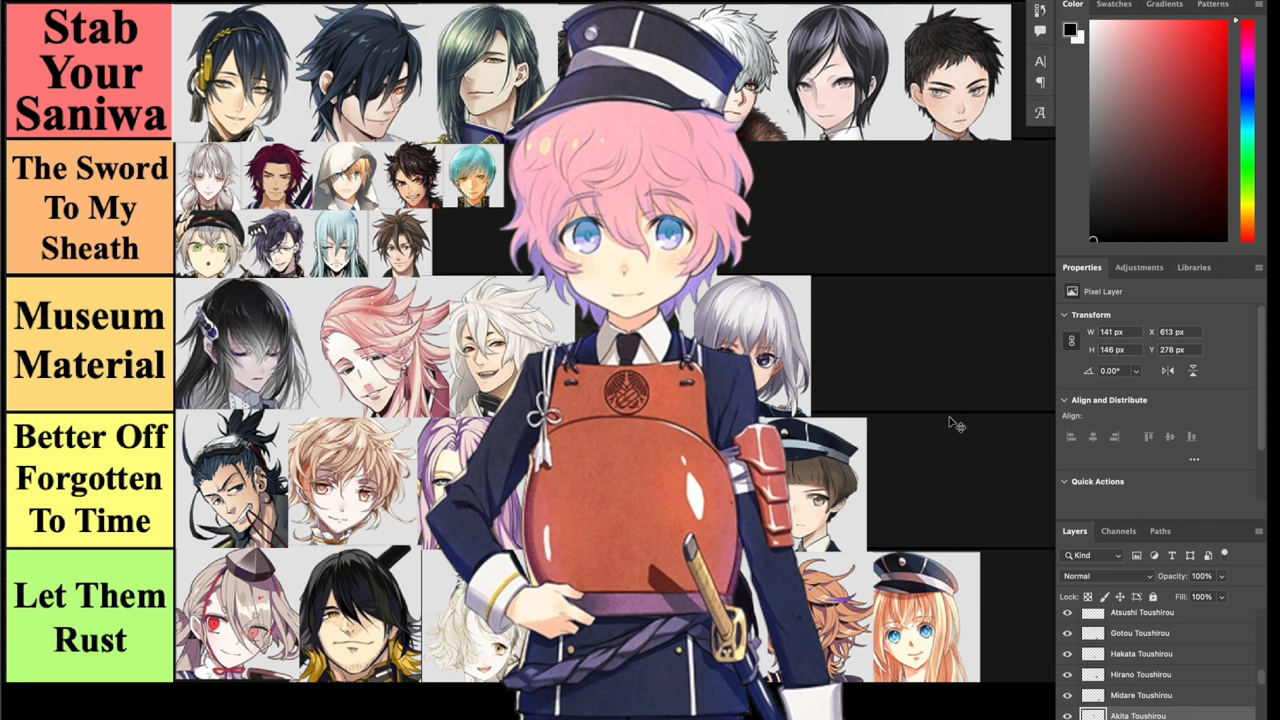 Stab
Your
Saniwa
The Sword
To My
Sheath
Museum
Material
Better Off
Forgotten
To Time
Let Them
Rust
Color
Swatches
Gradients
Patterns
Properties
Adjustments
Libraries
Pixel Layer
Transform
W 141 px X 613 px
H 146 px Y 278 px
0.00°
Align and Distribute
Align:
Quick Actions
Layers
Channels
Paths
Kind
Normal Opacity: 100%
Lock: Fill: 100%
Atsushi Toushirou
Gotou Toushirou
Hakata Toushirou
Hirano Toushirou
Midare Toushirou
Akita Toushirou